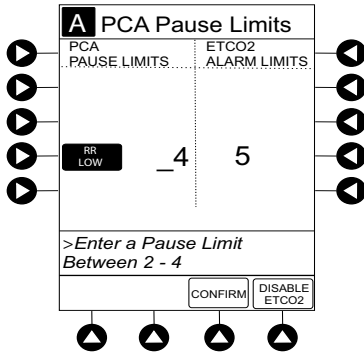 A PCA Pause Limits
PCA ETCO2
PAUSE LIMITS ALARM LIMITS
RR
LOW
_4 5
>Enter a Pause Limit
Between 2 - 4
CONFIRM DISABLE
ETCO2